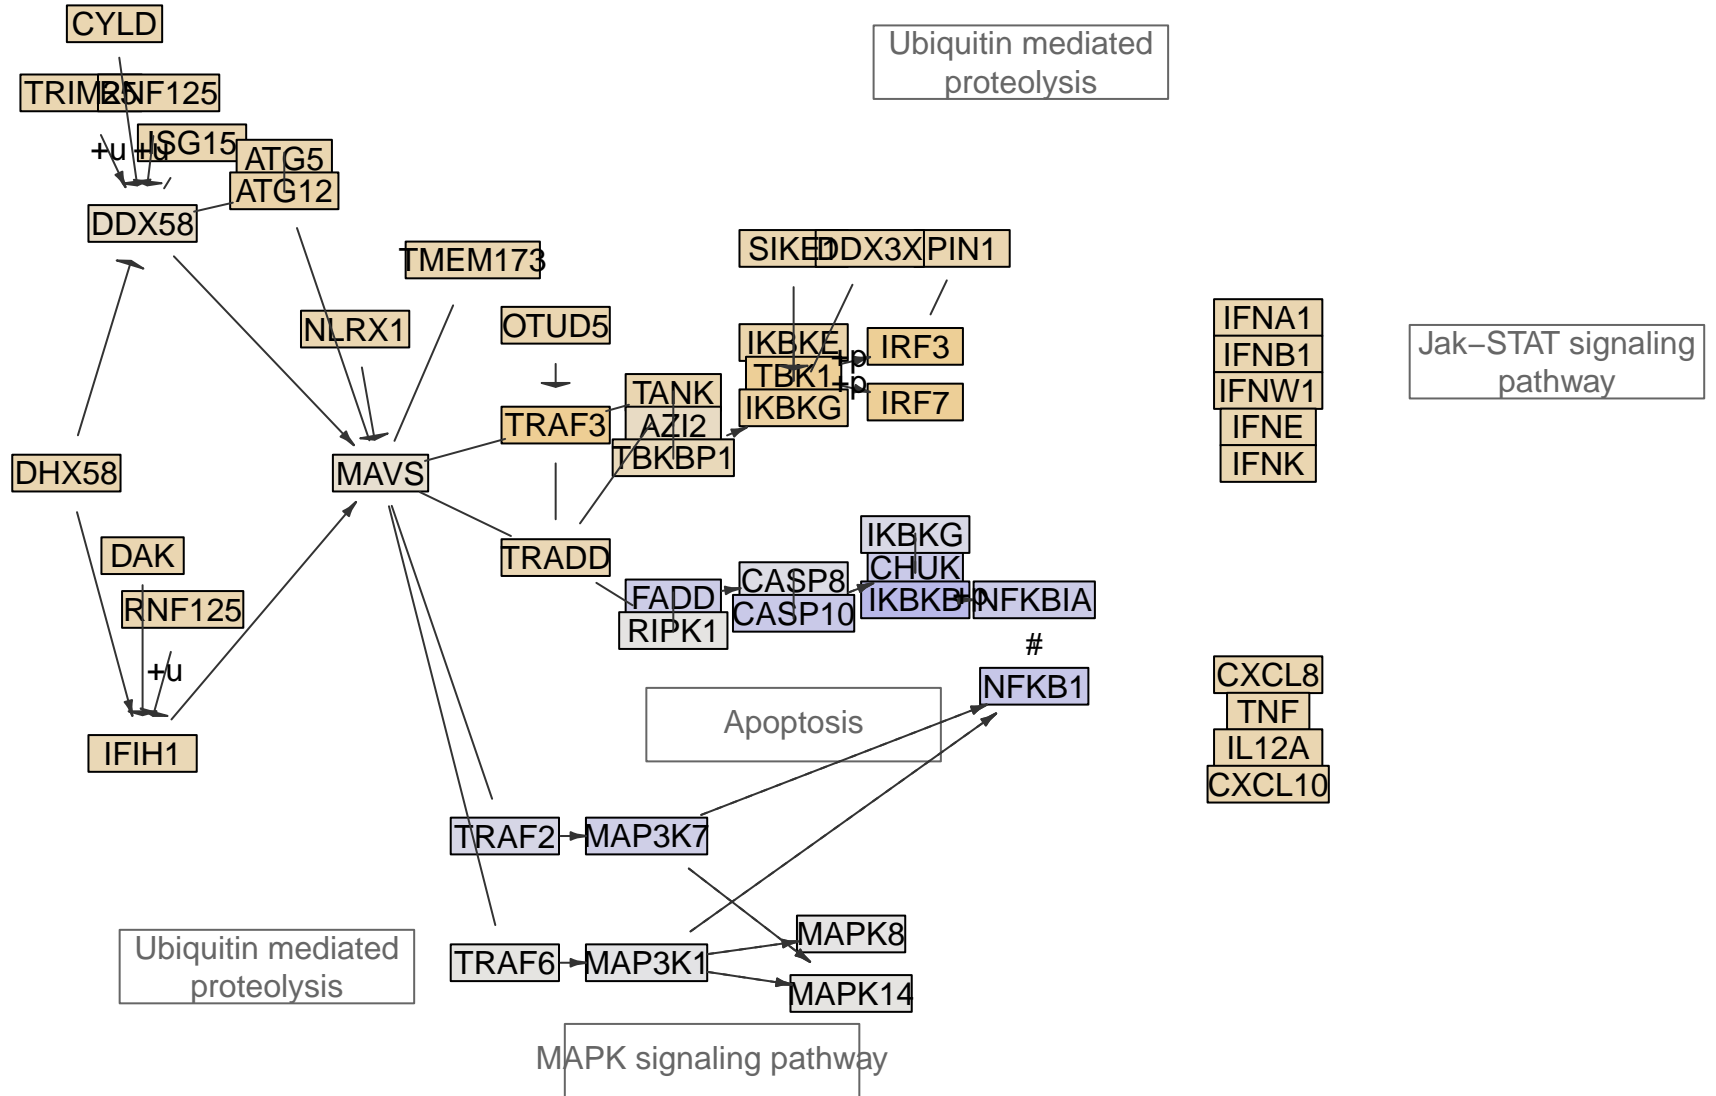 CYLD
Ubiquitin mediated
proteolysis
TRIM25
RNF125
ISG15
+u
+u
ATG5
ATG12
DDX58
TMEM173
SIKE1
DDX3X
PIN1
NLRX1
OTUD5
IKBKE
+p
IRF3
TBK1
+p
IKBKG
IRF7
IFNA1
IFNB1
IFNW1
IFNE
IFNK
Jak−STAT signaling
pathway
TANK
TRAF3
AZI2
TBKBP1
DHX58
MAVS
DAK
RNF125
+u
IFIH1
TRADD
FADD
RIPK1
CASP8
CASP10
IKBKG
CHUK
IKBKB
+p
NFKBIA
#
NFKB1
CXCL8
TNF
IL12A
CXCL10
Apoptosis
TRAF2
MAP3K7
Ubiquitin mediated
proteolysis
TRAF6
MAP3K1
MAPK8
MAPK14
MAPK signaling pathway